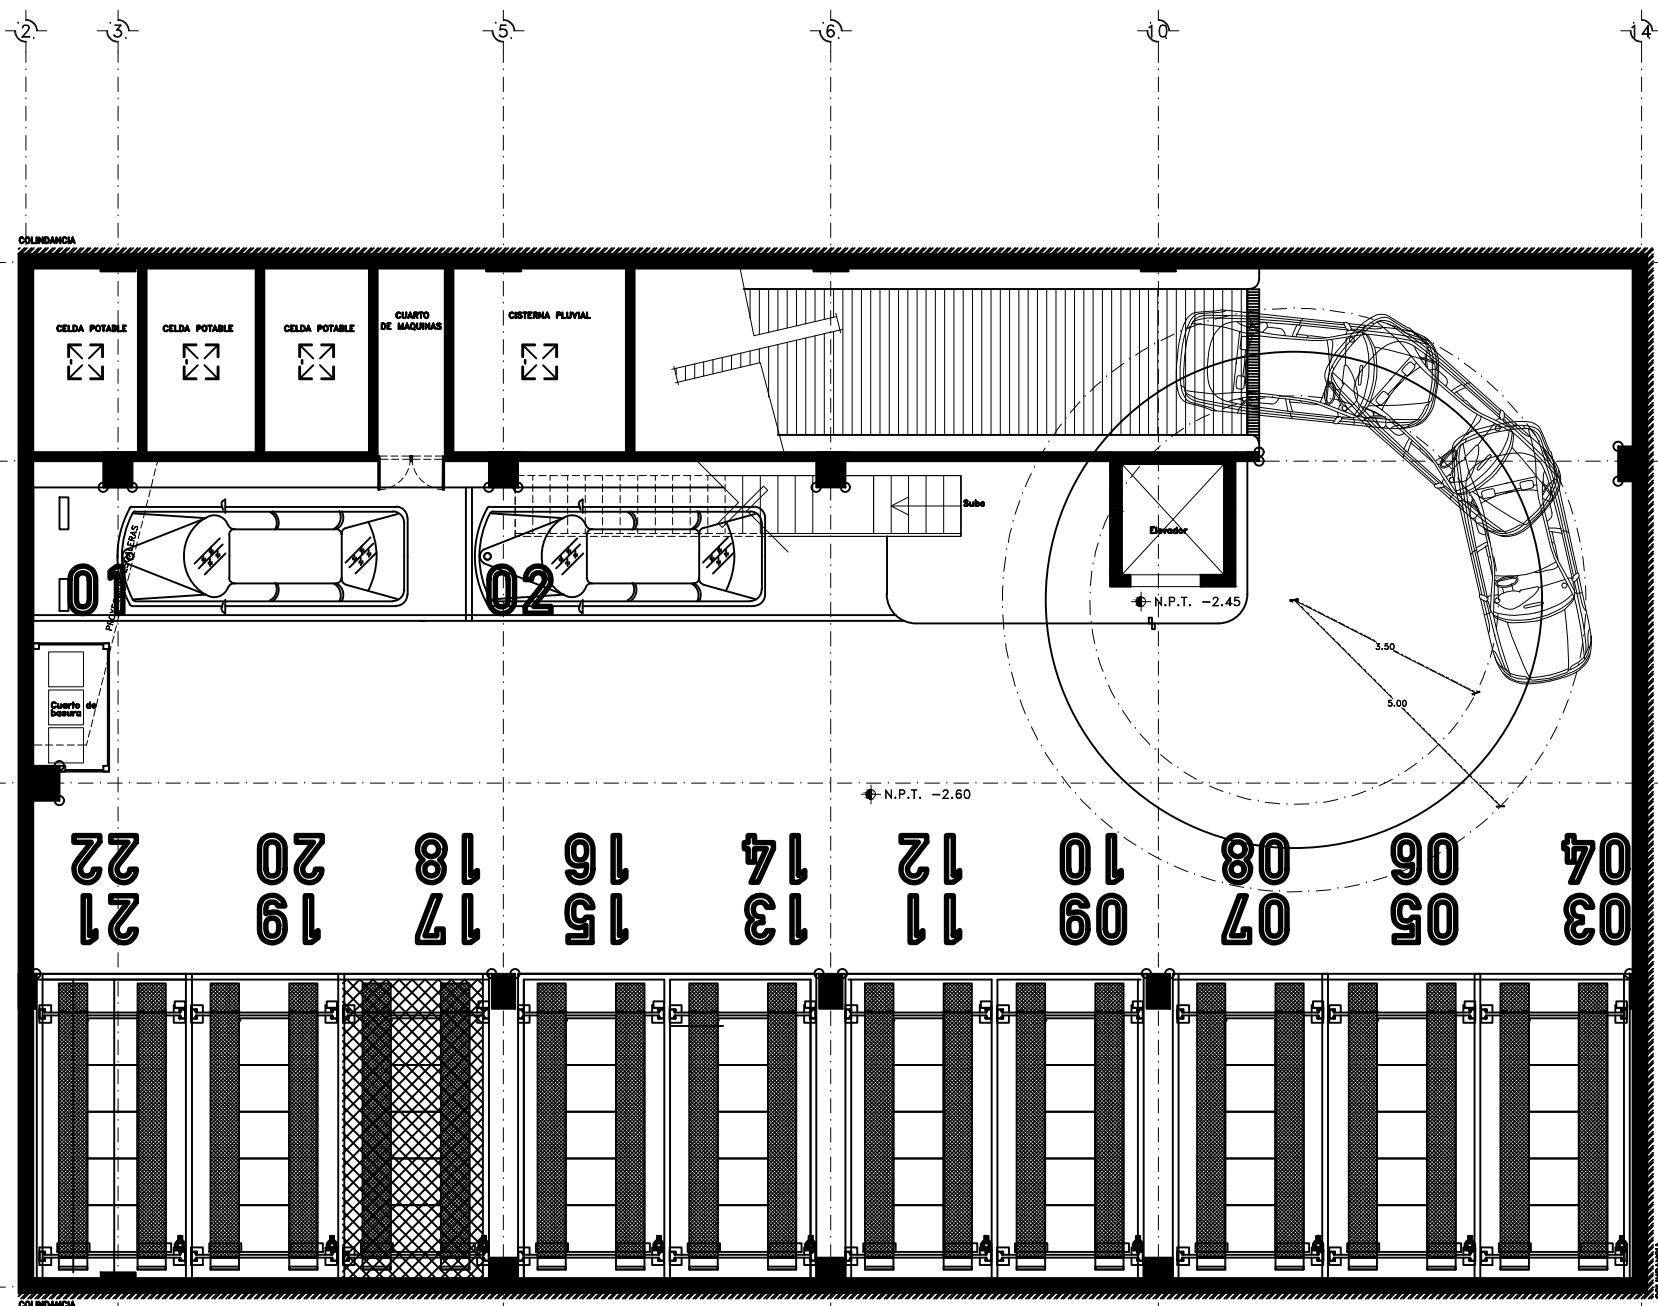 2 3 5 6 10 14
COLINDANCIA
CELDA POTABLE
CELDA POTABLE
CELDA POTABLE
CUARTO
DE MAQUINAS
CISTERNA PLUVIAL
Sube
Elevador
01
02
N.P.T. -2.45
3.50
5.00
Cuarto de
basura
N.P.T. -2.60
22 20 18 16 14 12 10 08 06 04
21 19 17 15 13 11 09 07 05 03
COLINDANCIA